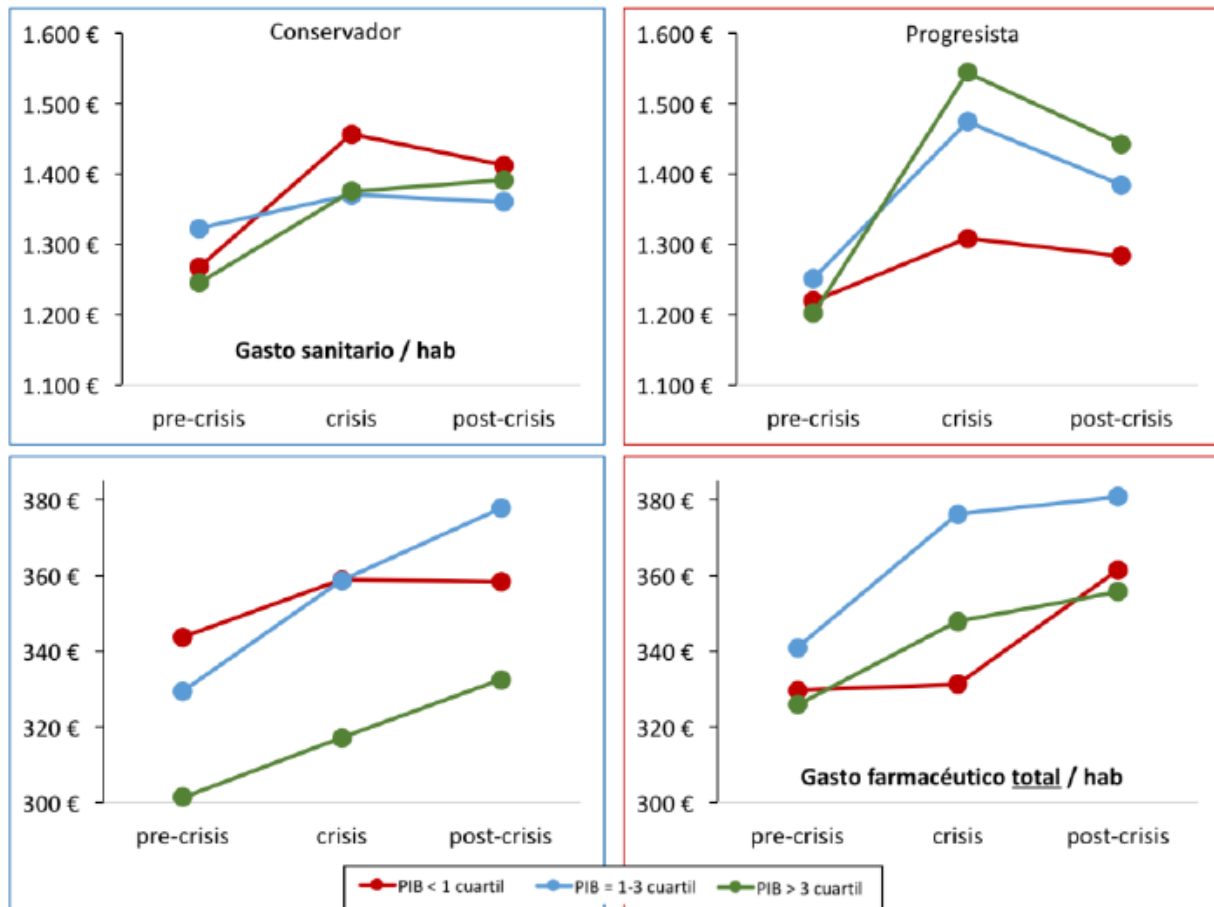 Conservador
1.600 €
1.500 €
1.400 €
1.300 €
1.200 €
1.100 €
Gasto sanitario / hab
pre-crisis crisis post-crisis
Progresista
1.600 €
1.500 €
1.400 €
1.300 €
1.200 €
1.100 €
pre-crisis crisis post-crisis
380 €
360 €
340 €
320 €
300 €
pre-crisis crisis post-crisis
380 €
360 €
340 €
320 €
300 €
Gasto farmacéutico total / hab
pre-crisis crisis post-crisis
PIB < 1 cuartil PIB = 1-3 cuartil PIB > 3 cuartil